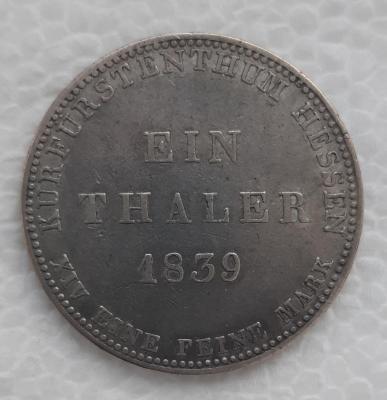 KURFÜRSTENTHUM HESSEN
EIN
THALER
1839
XIV EINE FEINE MARK